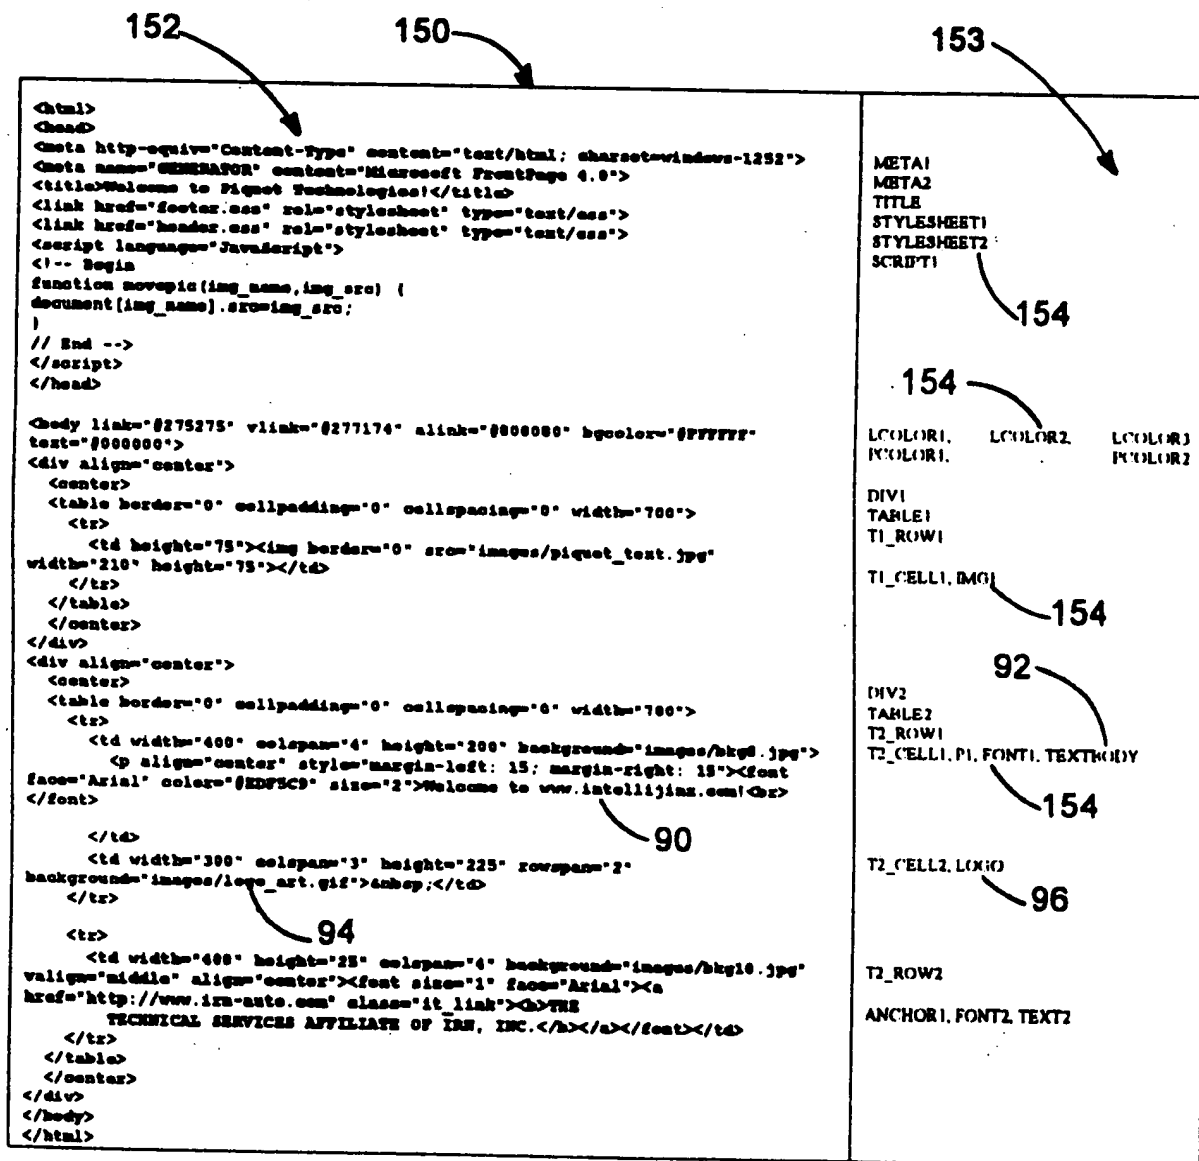 152
150
153
<html>
<head>
<meta http-equiv="Content-Type" content="text/html; charset=windows-1252">
<meta name="GENERATOR" content="Microsoft FrontPage 4.0">
<title>Welcome to Piquet Technologies!</title>
<link href="footer.css" rel="stylesheet" type="text/css">
<link href="header.css" rel="stylesheet" type="text/css">
<script language="JavaScript">
<!-- Begin
function movepic(img_name,img_src) {
document[img_name].src=img_src;
}
// End -->
</script>
</head>
META1
META2
TITLE
STYLESHEET1
STYLESHEET2
SCRIPT1
154
154
<body link="#275275" vlink="#277174" alink="#800080" bgcolor="#FFFFFF"
text="#000000">
<div align="center">
<center>
<table border="0" cellpadding="0" cellspacing="0" width="700">
<tr>
<td height="75"><img border="0" src="images/piquet_text.jpg"
width="210" height="75"></td>
</tr>
</table>
</center>
</div>
LCOLOR1, LCOLOR2, LCOLOR3
PCOLOR1, PCOLOR2
DIV1
TABLE1
T1_ROW1
T1_CELL1, IMG1
154
<div align="center">
<center>
<table border="0" cellpadding="0" cellspacing="0" width="700">
<tr>
<td width="400" colspan="4" height="200" background="images/bkg8.jpg">
<p align="center" style="margin-left: 15; margin-right: 15"><font
face="Arial" color="#EDF5C9" size="2">Welcome to www.intellijinx.com!<br>
</font>
90
</td>
<td width="300" colspan="3" height="225" rowspan="2"
background="images/logo_art.gif">&nbsp;</td>
</tr>
94
<tr>
<td width="400" height="25" colspan="4" background="images/bkg10.jpg"
valign="middle" align="center"><font size="1" face="Arial"><a
href="http://www.irn-auto.com" class="it_link"><b>THE
TECHNICAL SERVICES AFFILIATE OF IRN, INC.</b></a></font></td>
</tr>
</table>
</center>
</div>
</body>
</html>
92
DIV2
TABLE2
T2_ROW1
T2_CELL1, P1, FONT1, TEXTBODY
154
T2_CELL2, LOGO
96
T2_ROW2
ANCHOR1, FONT2, TEXT2